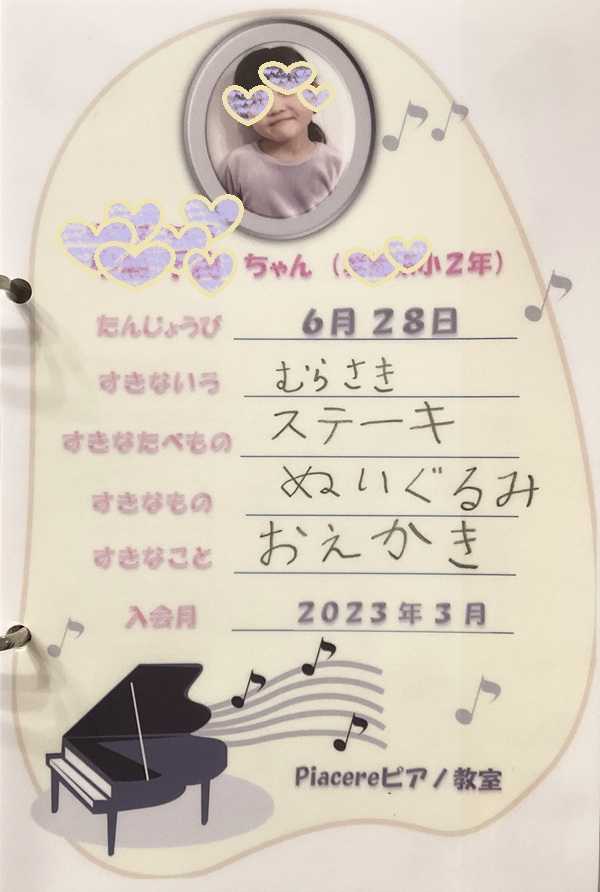 ちゃん（小2年）
たんじょうび 6月28日
すきないろ むらさき
すきなたべもの ステーキ
すきなもの ぬいぐるみ
すきなこと おえかき
入会月 2023年3月
Piacereピアノ教室